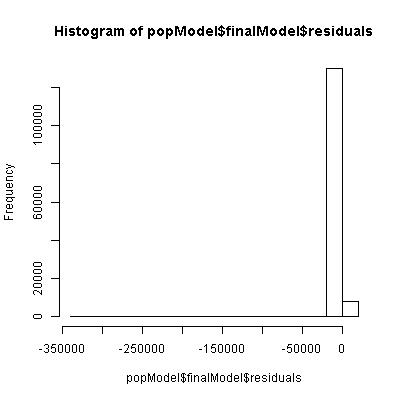 Histogram of popModel$finalModel$residuals
Frequency
100000
60000
20000
0
-350000 -250000 -150000 -50000 0
popModel$finalModel$residuals